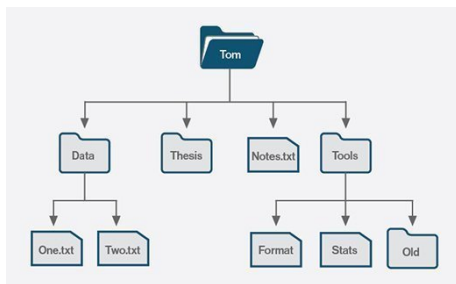 Tom
Data
Thesis
Notes.txt
Tools
One.txt
Two.txt
Format
Stats
Old